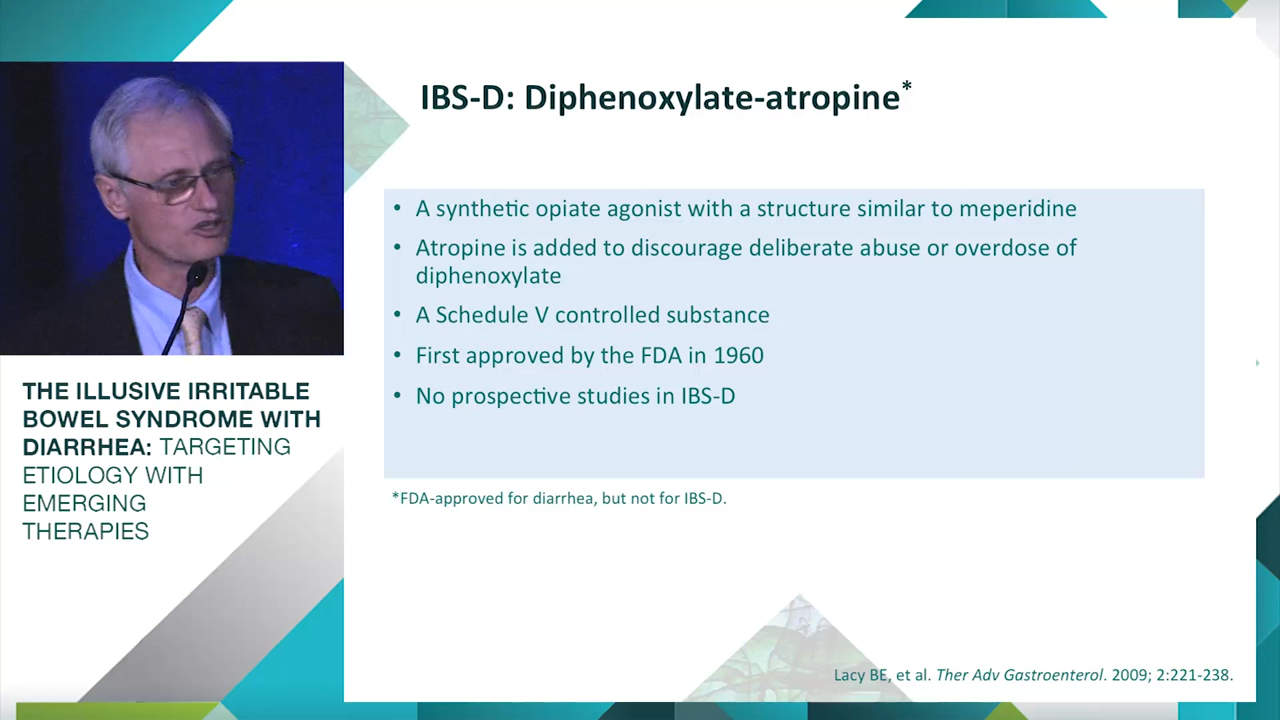 IBS-D: Diphenoxylate-atropine*
• A synthetic opiate agonist with a structure similar to meperidine
• Atropine is added to discourage deliberate abuse or overdose of
diphenoxylate
• A Schedule V controlled substance
• First approved by the FDA in 1960
• No prospective studies in IBS-D
*FDA-approved for diarrhea, but not for IBS-D.
Lacy BE, et al. Ther Adv Gastroenterol. 2009; 2:221-238.
THE ILLUSIVE IRRITABLE
BOWEL SYNDROME WITH
DIARRHEA: TARGETING
ETIOLOGY WITH
EMERGING
THERAPIES